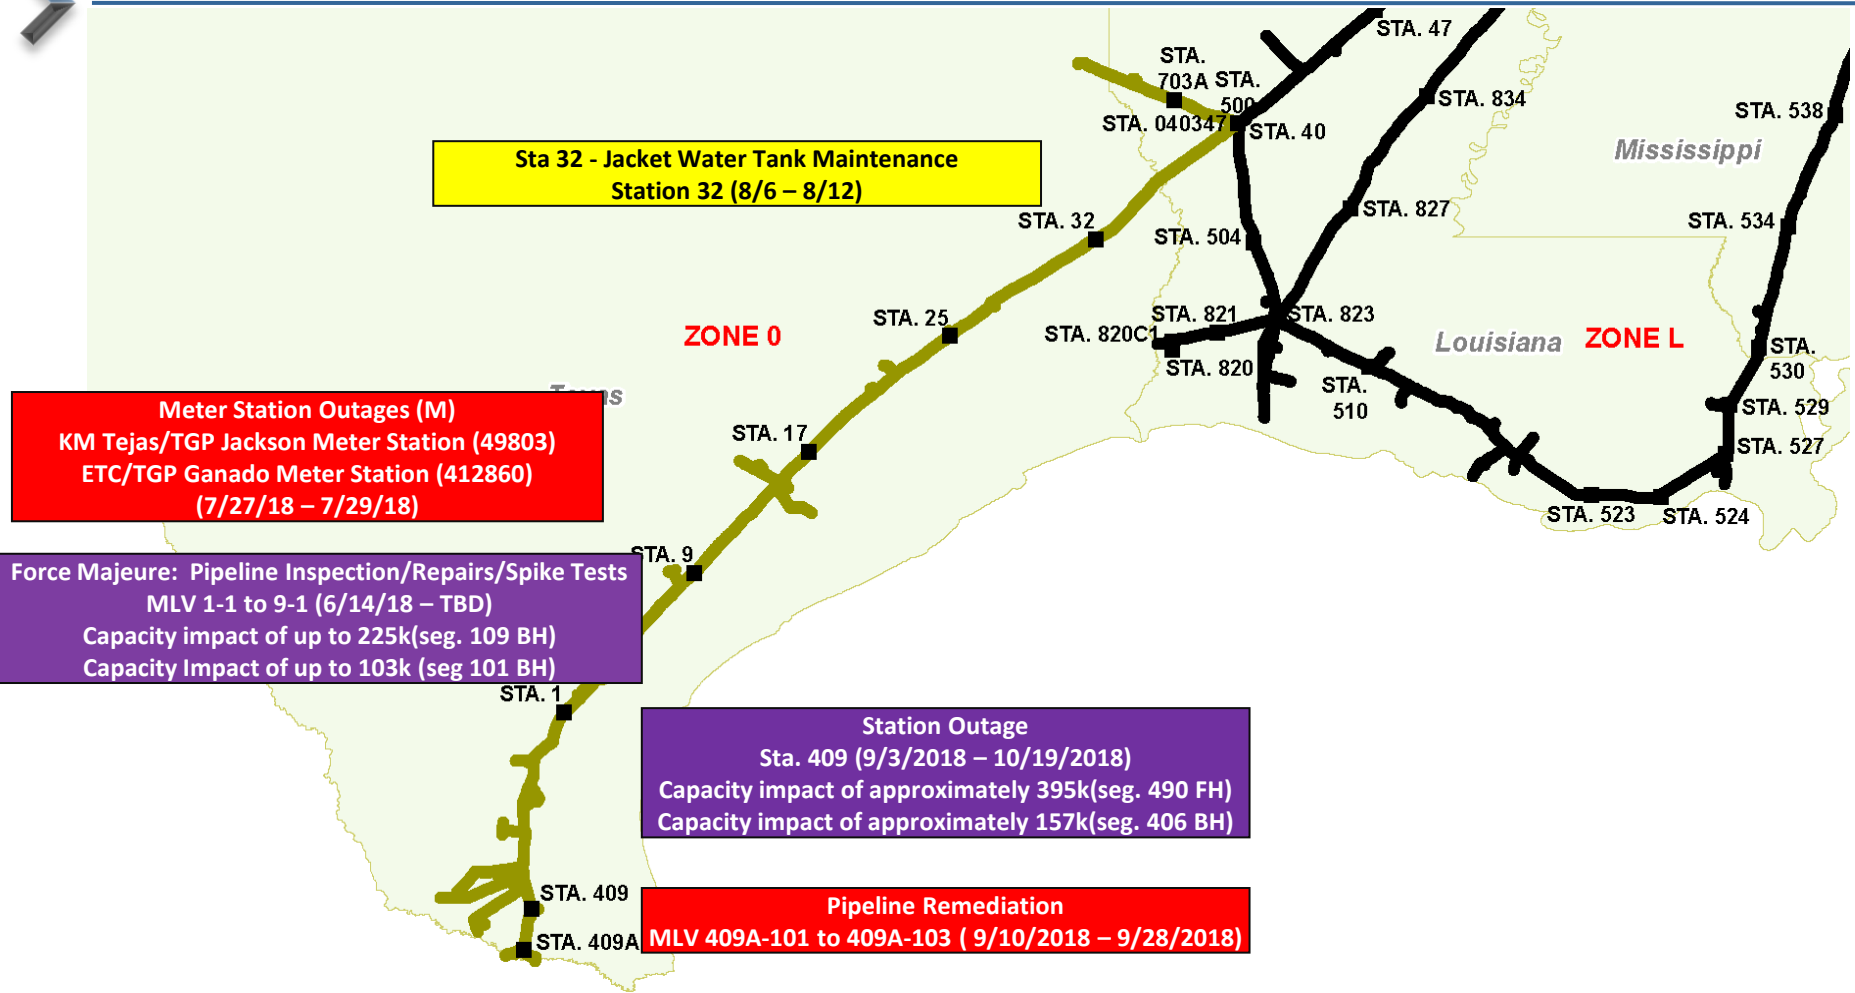 STA. 47
STA.
703A
STA.
500
STA. 834
STA. 538
STA. 040347
STA. 40
Mississippi
Sta 32 - Jacket Water Tank Maintenance
Station 32 (8/6 – 8/12)
STA. 827
STA. 32
STA. 504
STA. 534
STA. 25
STA. 821
STA. 823
ZONE 0
STA. 820C1
Louisiana
ZONE L
STA.
530
STA. 820
STA.
510
Texas
Meter Station Outages (M)
KM Tejas/TGP Jackson Meter Station (49803)
ETC/TGP Ganado Meter Station (412860)
(7/27/18 – 7/29/18)
STA. 529
STA. 17
STA. 527
STA. 523
STA. 524
STA. 9
Force Majeure:  Pipeline Inspection/Repairs/Spike Tests
MLV 1-1 to 9-1 (6/14/18 – TBD)
Capacity impact of up to 225k(seg. 109 BH)
Capacity Impact of up to 103k (seg 101 BH)
STA. 1
Station Outage
Sta. 409 (9/3/2018 – 10/19/2018)
Capacity impact of approximately 395k(seg. 490 FH)
Capacity impact of approximately 157k(seg. 406 BH)
STA. 409
Pipeline Remediation
MLV 409A-101 to 409A-103 ( 9/10/2018 – 9/28/2018)
STA. 409A